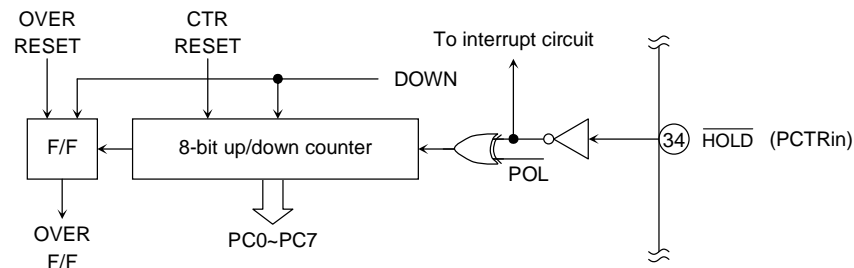 OVER
RESET
CTR
RESET
To interrupt circuit
DOWN
F/F
8-bit up/down counter
POL
34 HOLD (PCTRin)
OVER
F/F
PC0~PC7